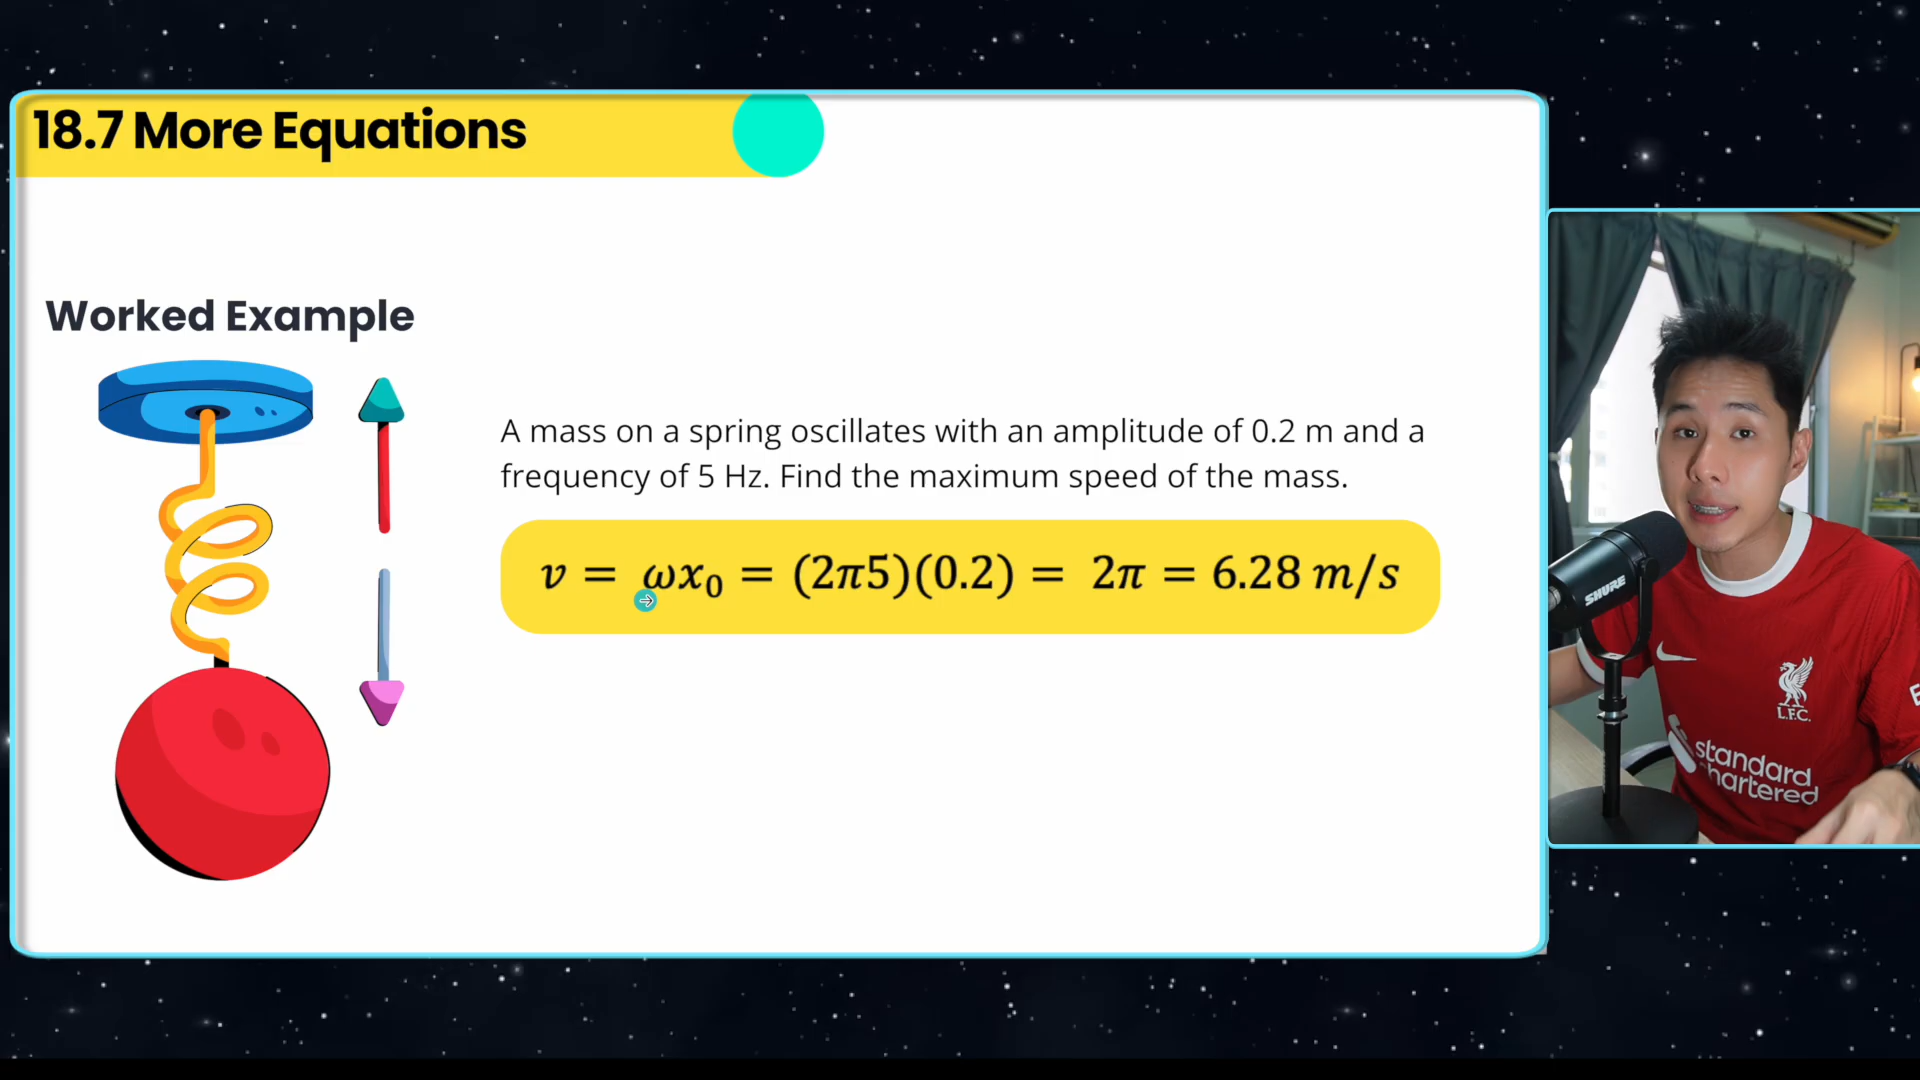 18.7 More Equations
Worked Example
A mass on a spring oscillates with an amplitude of 0.2 m and a
frequency of 5 Hz. Find the maximum speed of the mass.
v = ωx₀ = (2π5)(0.2) = 2π = 6.28 m/s
SHURE
L.F.C.
standard
chartered